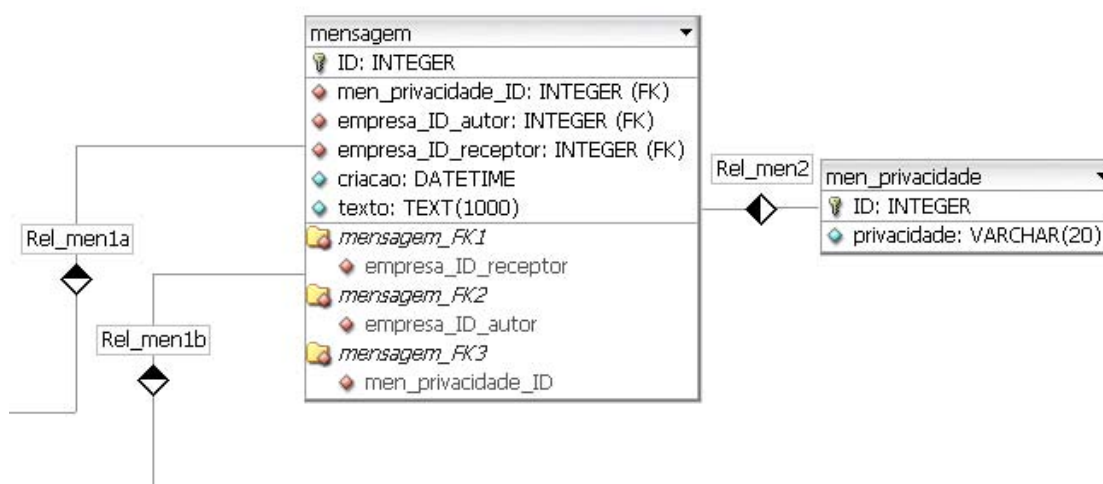 mensagem
ID: INTEGER
men_privacidade_ID: INTEGER (FK)
empresa_ID_autor: INTEGER (FK)
empresa_ID_receptor: INTEGER (FK)
criacao: DATETIME
texto: TEXT(1000)
mensagem_FK1
empresa_ID_receptor
mensagem_FK2
empresa_ID_autor
mensagem_FK3
men_privacidade_ID
Rel_men1a
Rel_men1b
Rel_men2
men_privacidade
ID: INTEGER
privacidade: VARCHAR(20)